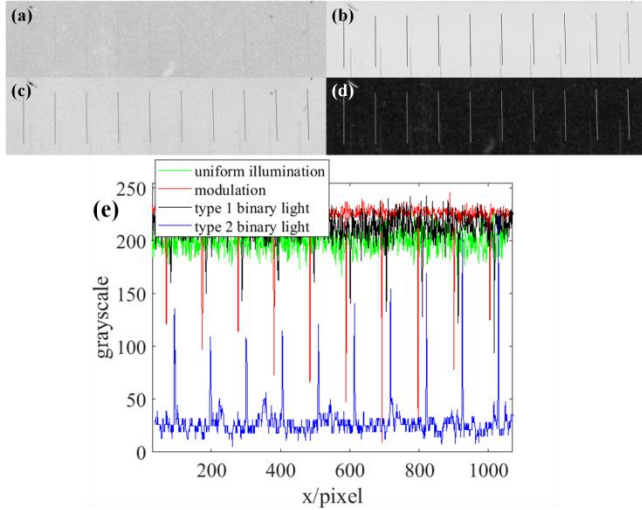 (a)
(b)
(c)
(d)
(e)
uniform illumination
modulation
type 1 binary light
type 2 binary light
250
200
150
100
50
0
grayscale
200 400 600 800 1000
x/pixel